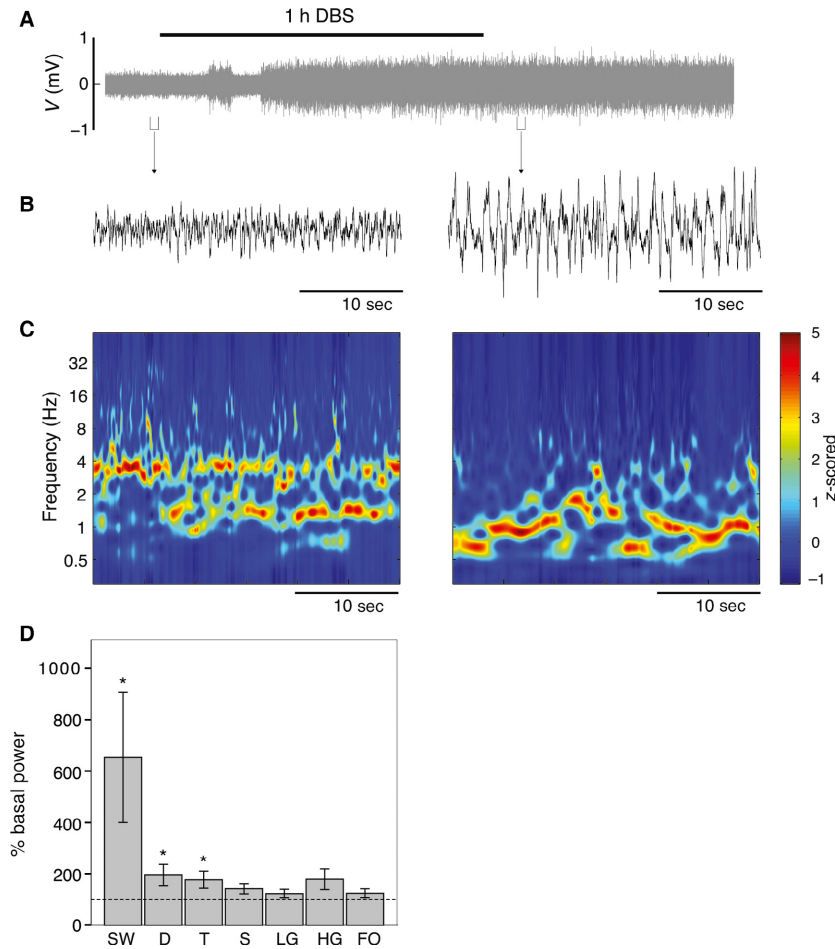 A
1 h DBS
V (mV)
1
0
−1
B
10 sec
10 sec
C
Frequency (Hz)
32
16
8
4
2
1
0.5
10 sec
10 sec
5
4
3
2
1
0
−1
z-scored
D
% basal power
1000
800
600
400
200
0
*
*
*
SW D T S LG HG FO